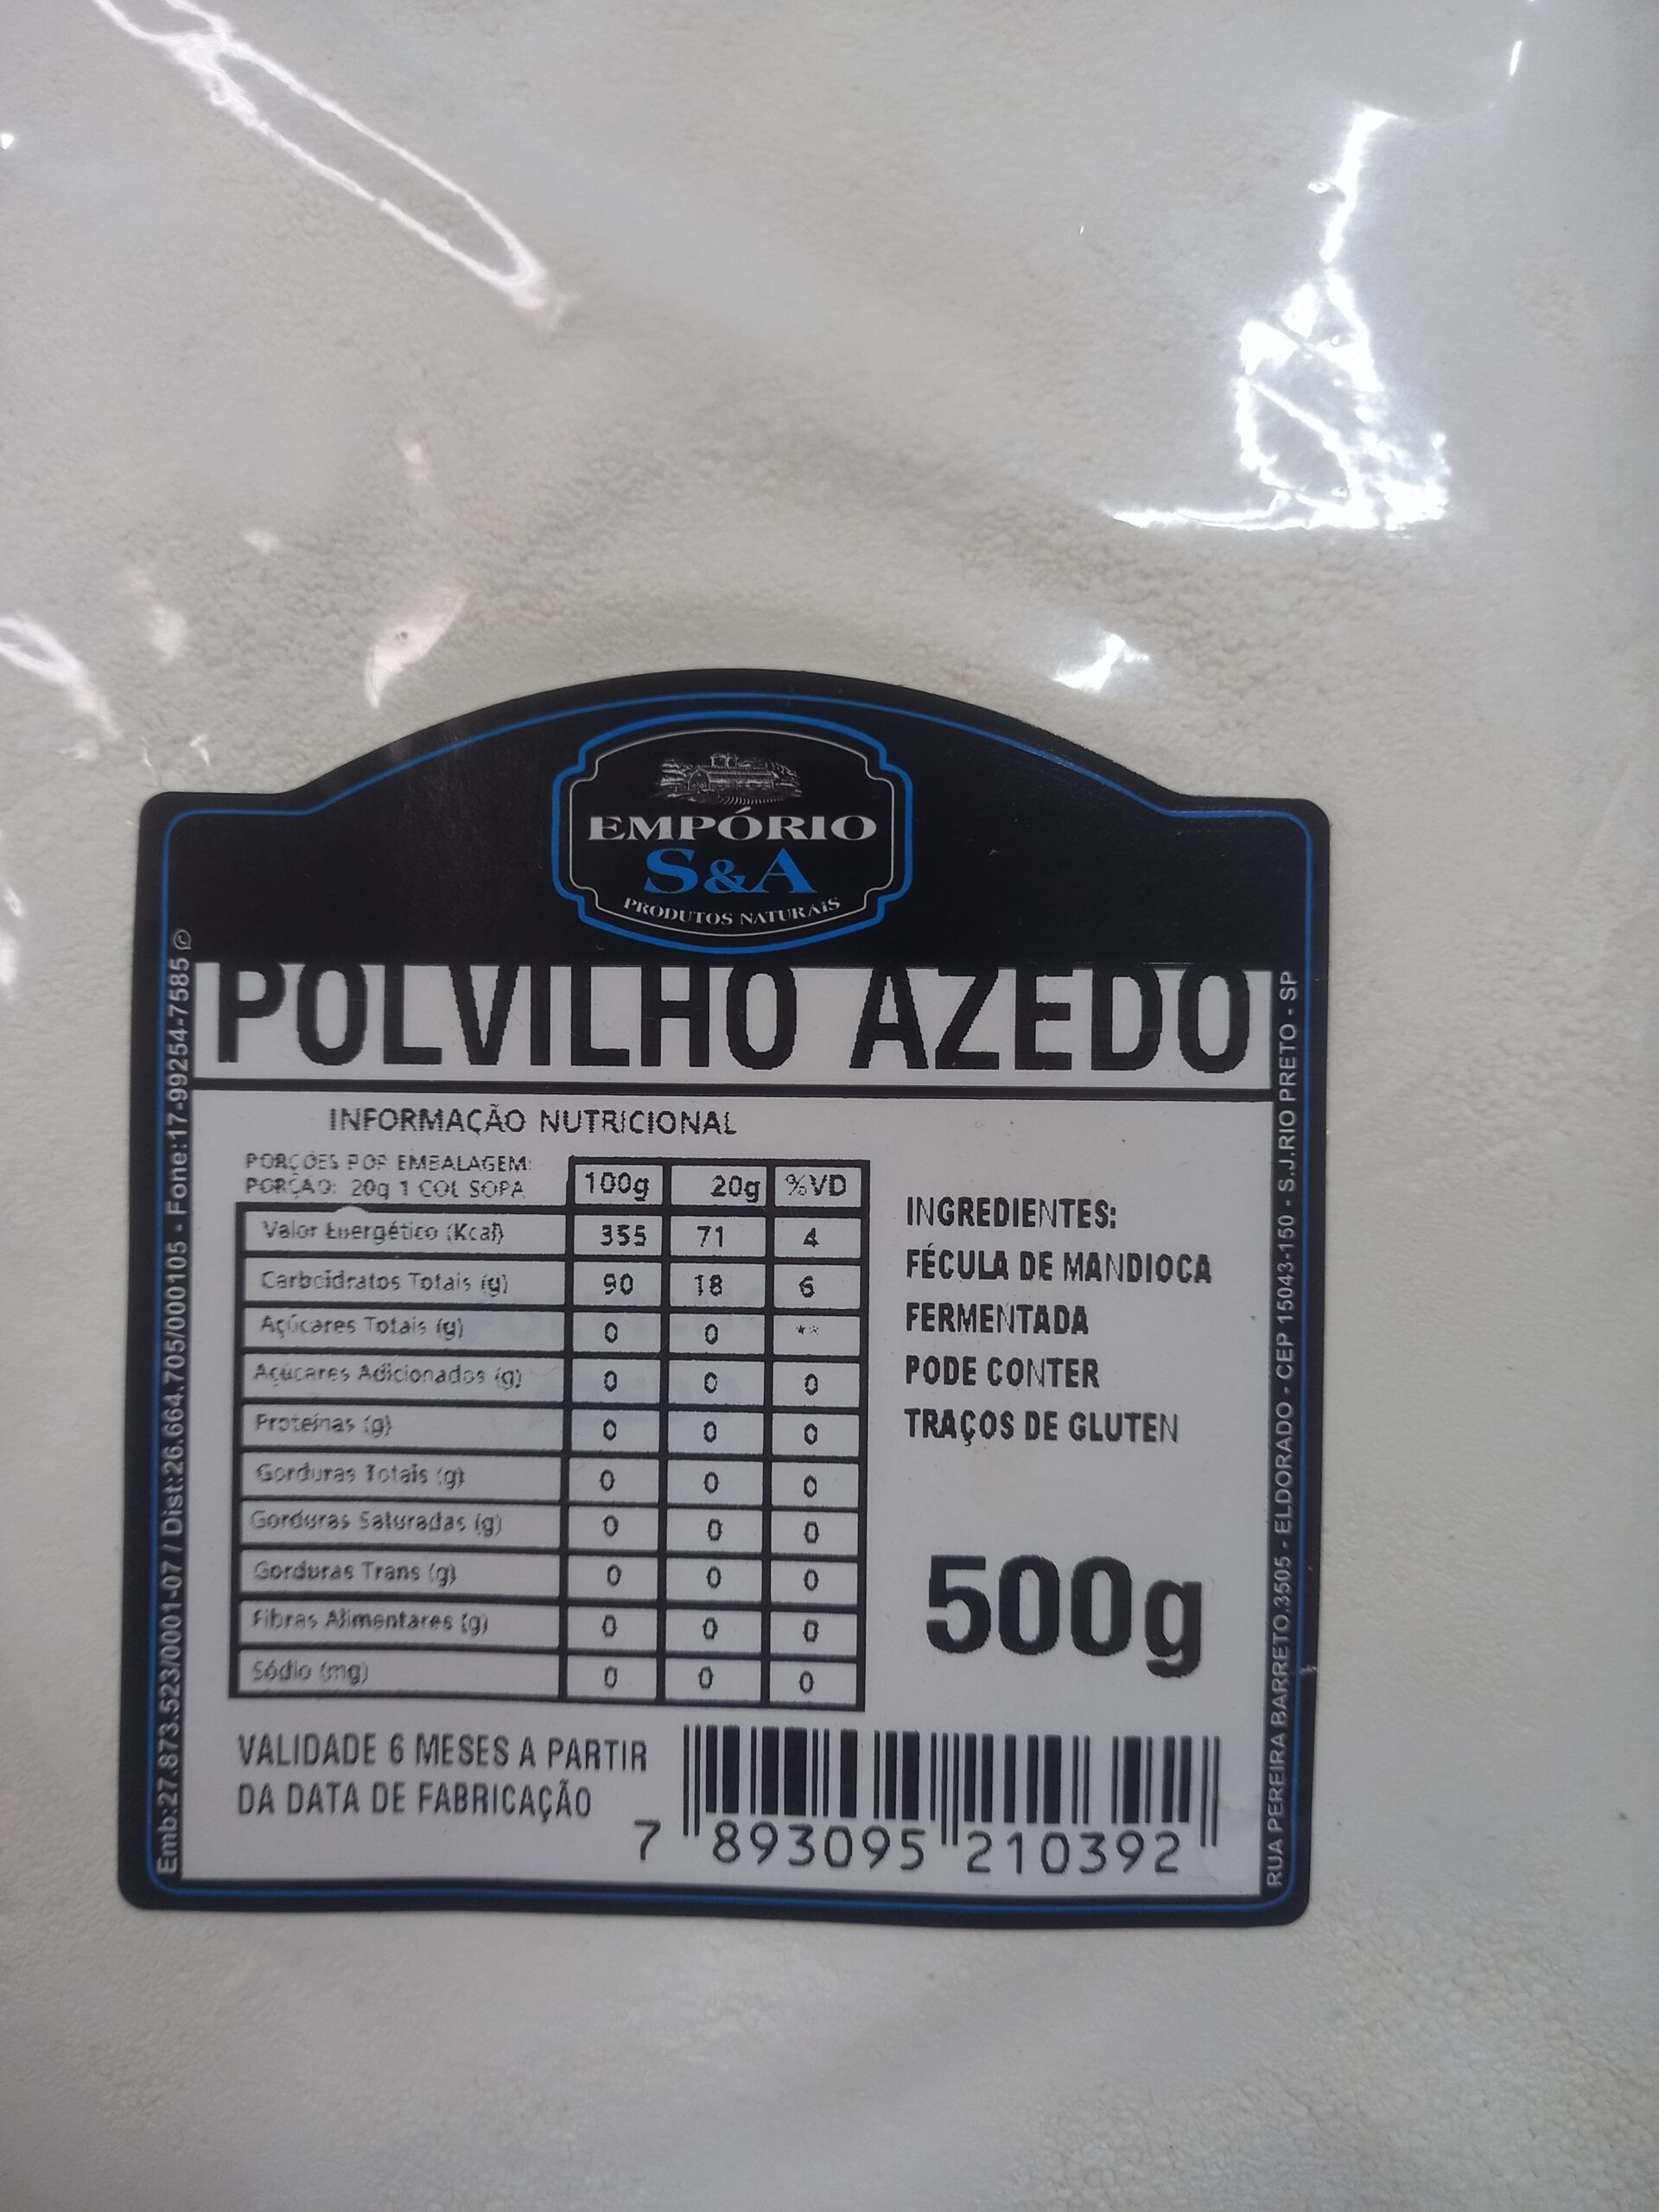 EMPÓRIO
S&A
PRODUTOS NATURAIS
POLVILHO AZEDO
INFORMAÇÃO NUTRICIONAL
PORÇÕES POR EMBALAGEM:
PORÇÃO: 20g 1 COL SOPA
100g 20g %VD
Valor Energético (Kcal) 355 71 4
Carboidratos Totais (g) 90 18 6
Açúcares Totais (g) 0 0 **
Açúcares Adicionados (g) 0 0 0
Proteínas (g) 0 0 0
Gorduras Totais (g) 0 0 0
Gorduras Saturadas (g) 0 0 0
Gorduras Trans (g) 0 0 0
Fibras Alimentares (g) 0 0 0
Sódio (mg) 0 0 0
INGREDIENTES:
FÉCULA DE MANDIOCA
FERMENTADA
PODE CONTER
TRAÇOS DE GLUTEN
500g
VALIDADE 6 MESES A PARTIR
DA DATA DE FABRICAÇÃO
7 893095 210392
Emb:27.873.523/0001-07 / Dist:26.664.705/000105 - Fone:17-99254-7585
RUA PEREIRA BARRETO,3505 - ELDORADO - CEP 15043-150 - S.J.RIO PRETO - SP